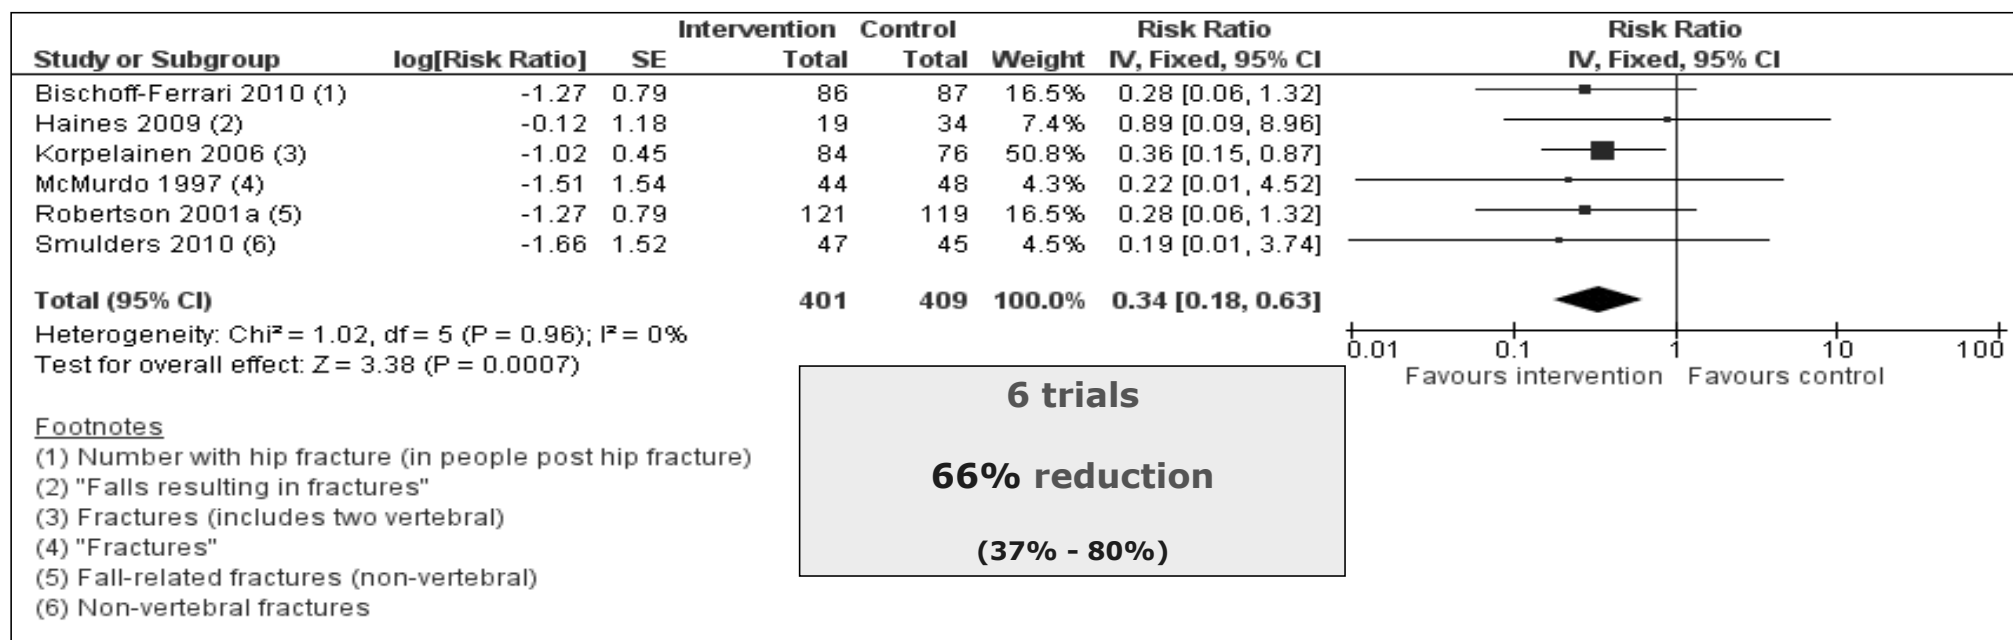 Intervention Control Risk Ratio Risk Ratio
Study or Subgroup log[Risk Ratio] SE Total Total Weight IV, Fixed, 95% CI IV, Fixed, 95% CI
Bischoff-Ferrari 2010 (1) -1.27 0.79 86 87 16.5% 0.28 [0.06, 1.32]
Haines 2009 (2) -0.12 1.18 19 34 7.4% 0.89 [0.09, 8.96]
Korpelainen 2006 (3) -1.02 0.45 84 76 50.8% 0.36 [0.15, 0.87]
McMurdo 1997 (4) -1.51 1.54 44 48 4.3% 0.22 [0.01, 4.52]
Robertson 2001a (5) -1.27 0.79 121 119 16.5% 0.28 [0.06, 1.32]
Smulders 2010 (6) -1.66 1.52 47 45 4.5% 0.19 [0.01, 3.74]
Total (95% CI) 401 409 100.0% 0.34 [0.18, 0.63]
Heterogeneity: Chi² = 1.02, df = 5 (P = 0.96); I² = 0%
Test for overall effect: Z = 3.38 (P = 0.0007)
0.01 0.1 1 10 100
Favours intervention Favours control
6 trials
66% reduction
(37% - 80%)
Footnotes
(1) Number with hip fracture (in people post hip fracture)
(2) "Falls resulting in fractures"
(3) Fractures (includes two vertebral)
(4) "Fractures"
(5) Fall-related fractures (non-vertebral)
(6) Non-vertebral fractures